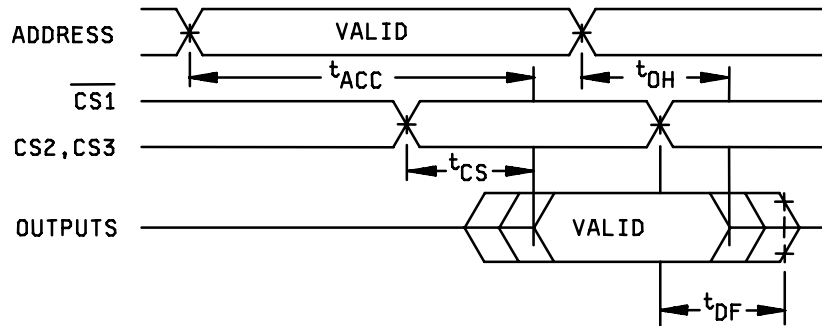 ADDRESS VALID
tACC tOH
CS1
CS2,CS3
tCS
OUTPUTS VALID
tDF